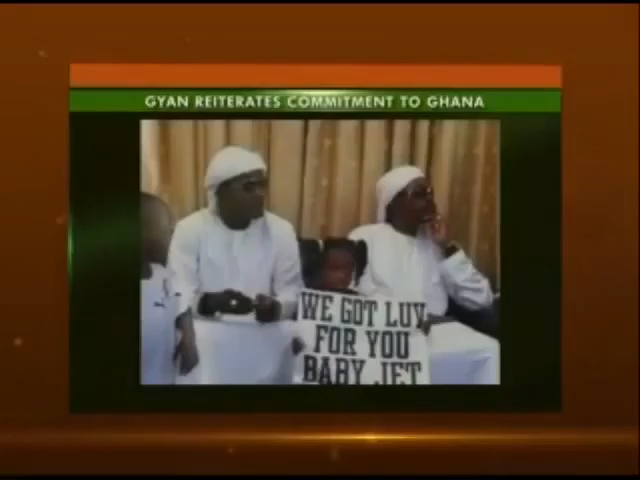 GYAN REITERATES COMMITMENT TO GHANA
WE GOT LUV
FOR YOU
BABY JET